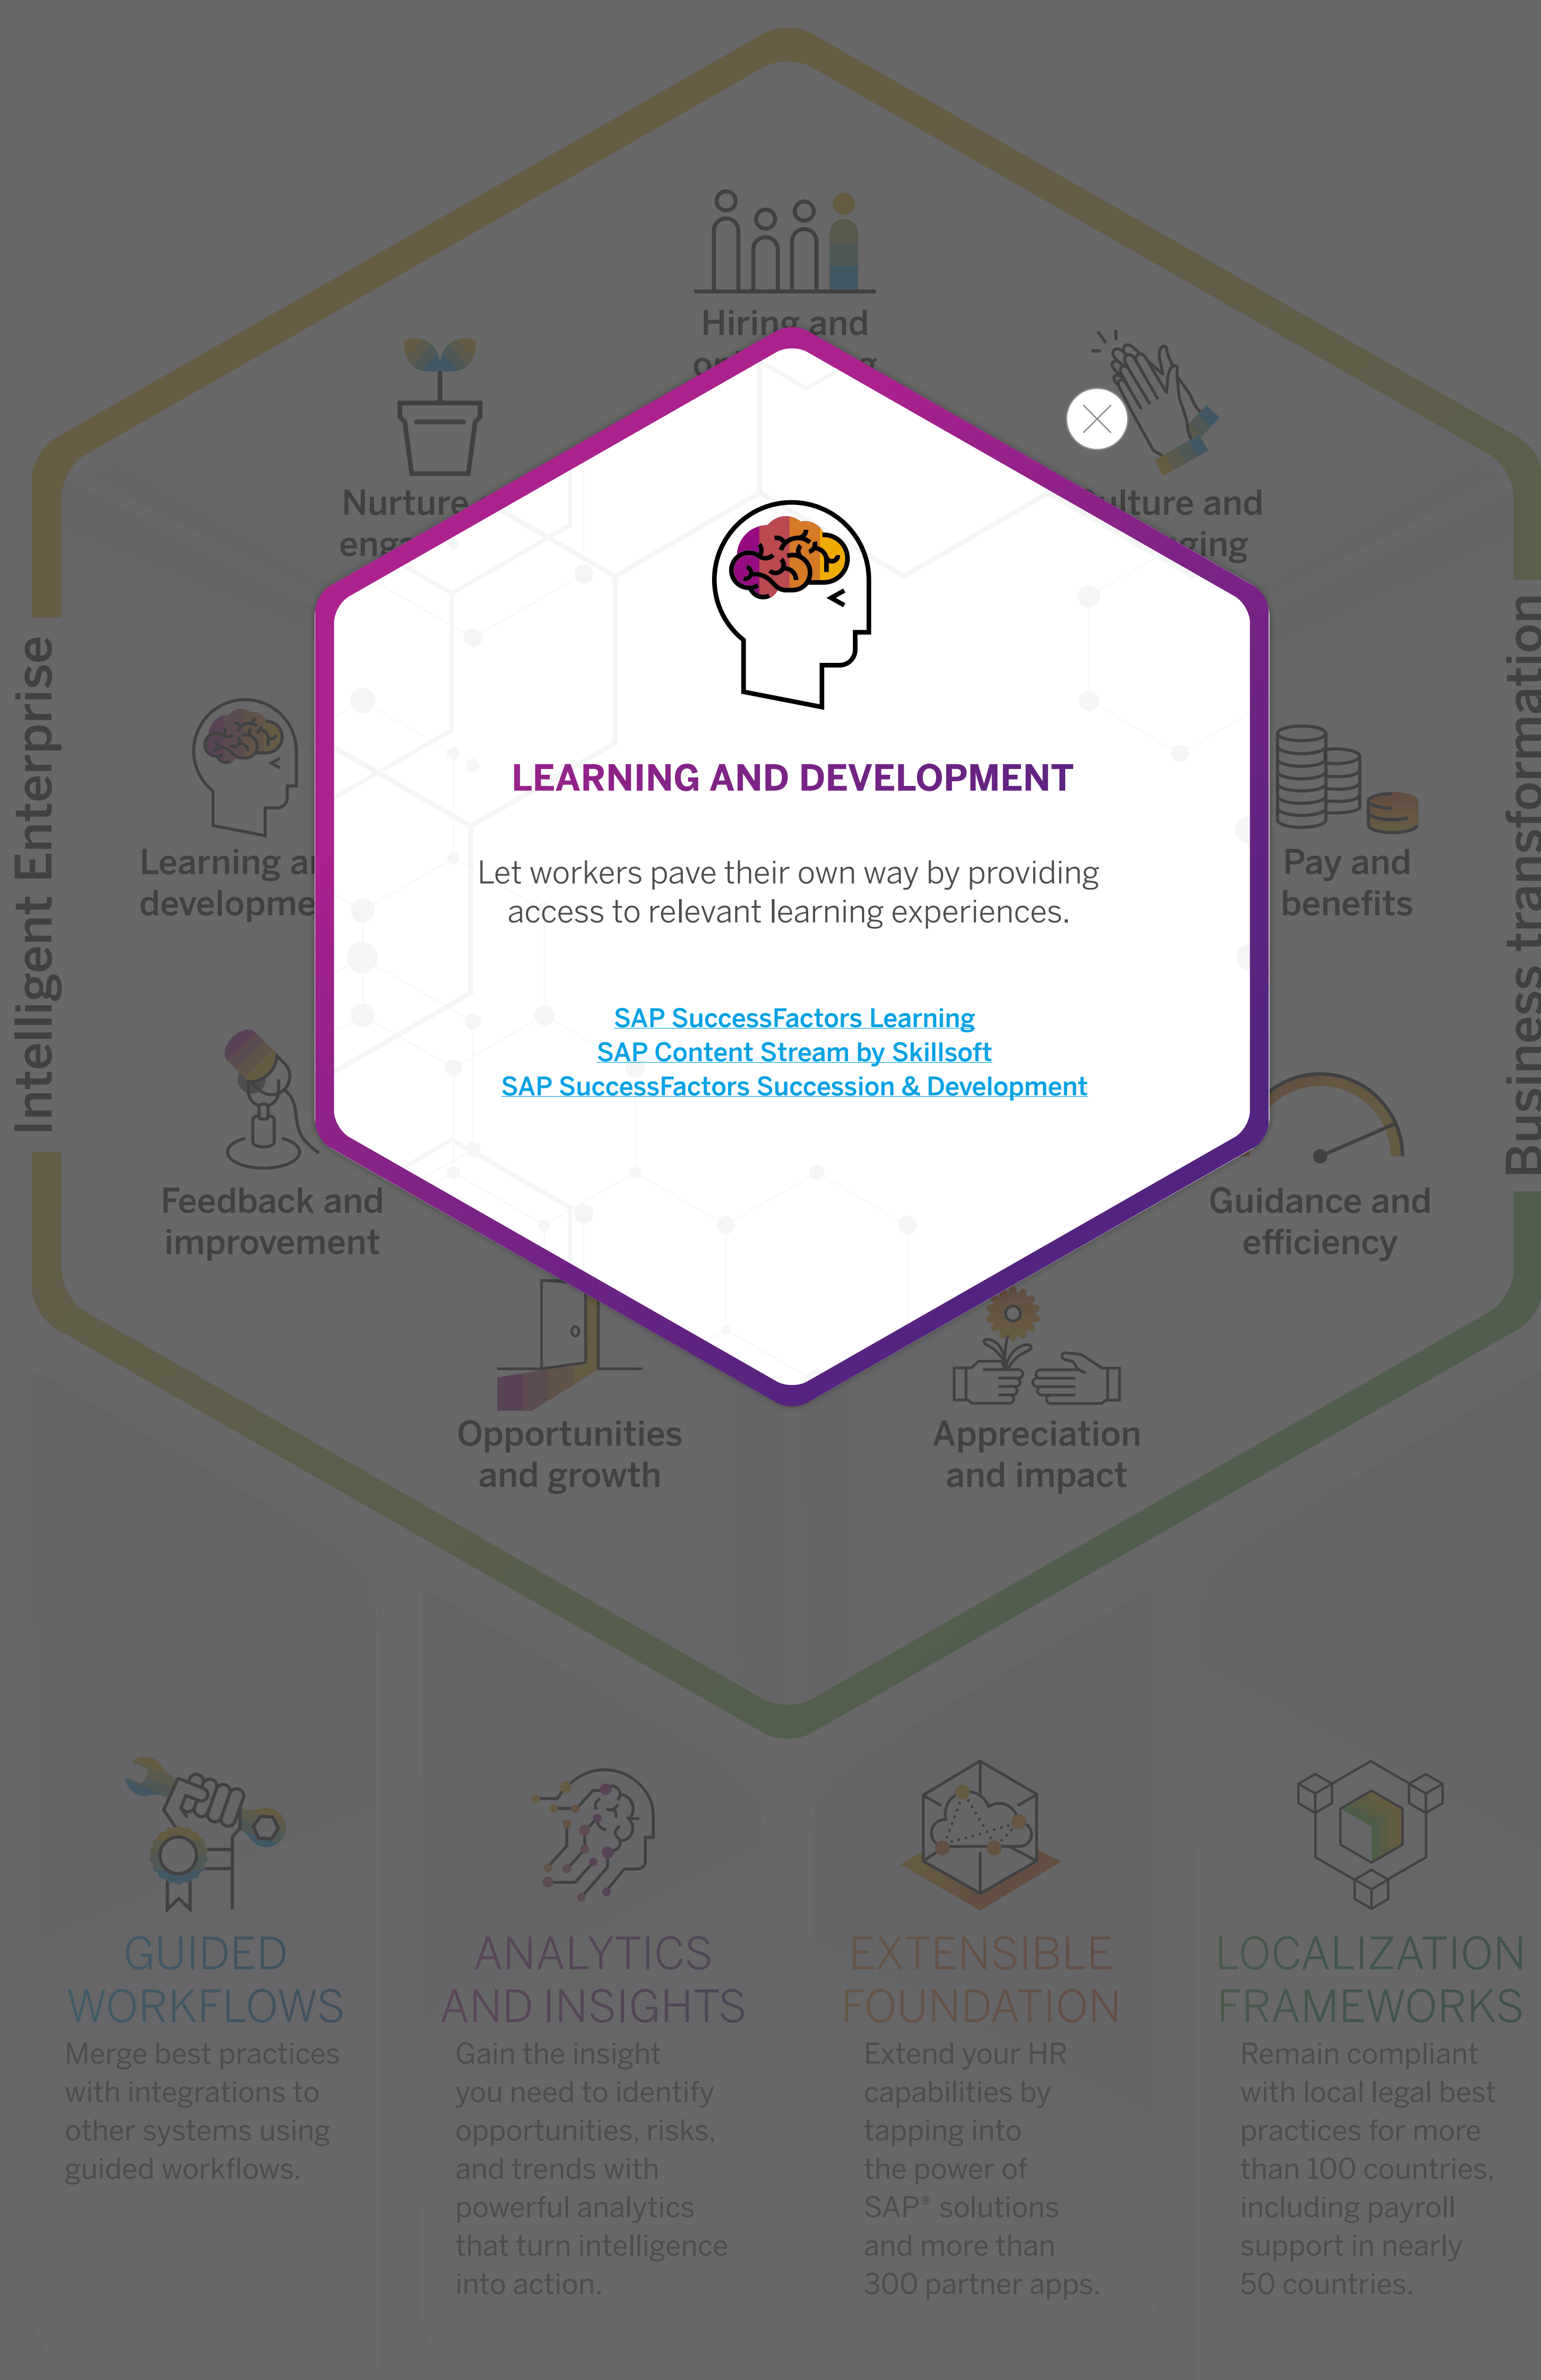 Hiring and
Nurture
Culture and
Intelligent Enterprise
Business transformation
LEARNING AND DEVELOPMENT
Let workers pave their own way by providing
access to relevant learning experiences.
SAP SuccessFactors Learning
SAP Content Stream by Skillsoft
SAP SuccessFactors Succession & Development
Learning
Pay and
benefits
Feedback and
improvement
Guidance and
efficiency
Opportunities
and growth
Appreciation
and impact
GUIDED
WORKFLOWS
Merge best practices
with integrations to
other systems using
guided workflows.
ANALYTICS
AND INSIGHTS
Gain the insight
you need to identify
opportunities, risks,
and trends with
powerful analytics
that turn intelligence
into action.
EXTENSIBLE
FOUNDATION
Extend your HR
capabilities by
tapping into
the power of
SAP® solutions
and more than
300 partner apps.
LOCALIZATION
FRAMEWORKS
Remain compliant
with local legal best
practices for more
than 100 countries,
including payroll
support in nearly
50 countries.